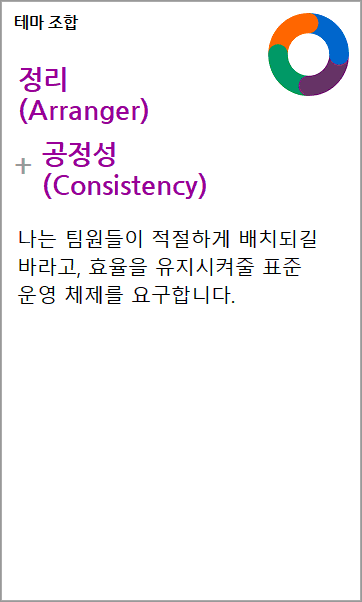 테마 조합
정리
(Arranger)
+ 공정성
(Consistency)
나는 팀원들이 적절하게 배치되길
바라고, 효율을 유지시켜줄 표준
운영 체제를 요구합니다.